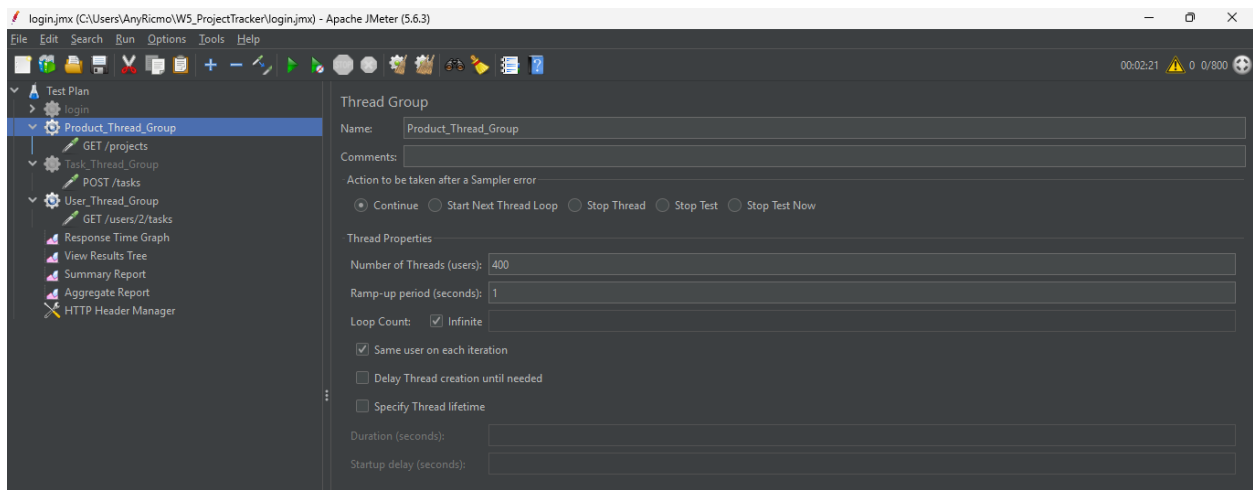 login.jmx (C:\Users\AnyRicmo\W5_ProjectTracker\login.jmx) - Apache JMeter (5.6.3)
File Edit Search Run Options Tools Help
00:02:21 0 0/800
Test Plan
login
Product_Thread_Group
GET /projects
Task_Thread_Group
POST /tasks
User_Thread_Group
GET /users/2/tasks
Response Time Graph
View Results Tree
Summary Report
Aggregate Report
HTTP Header Manager
Thread Group
Name: Product_Thread_Group
Comments:
Action to be taken after a Sampler error
Continue Start Next Thread Loop Stop Thread Stop Test Stop Test Now
Thread Properties
Number of Threads (users): 400
Ramp-up period (seconds): 1
Loop Count: Infinite
Same user on each iteration
Delay Thread creation until needed
Specify Thread lifetime
Duration (seconds):
Startup delay (seconds):